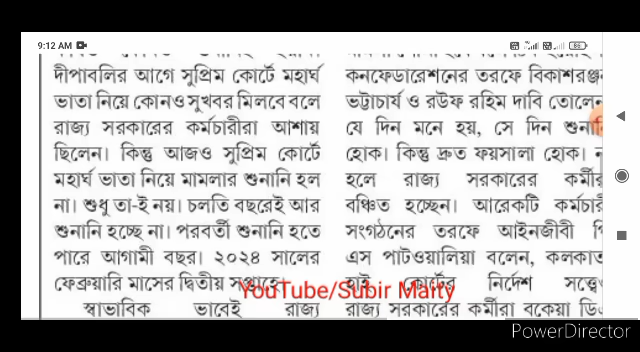 9:12 AM
দীপাবলির আগে সুপ্রিম কোর্টে মহার্ঘ
ভাতা নিয়ে কোনও সুখবর মিলবে বলে
রাজ্য সরকারের কর্মচারীরা আশায়
ছিলেন। কিন্তু আজও সুপ্রিম কোর্টে
মহার্ঘ ভাতা নিয়ে মামলার শুনানি হল
না। শুধু তা-ই নয়। চলতি বছরেই আর
শুনানি হচ্ছে না। পরবর্তী শুনানি হতে
পারে আগামী বছর। ২০২৪ সালের
ফেব্রুয়ারি মাসের দ্বিতীয় সপ্তাহে
স্বাভাবিক ভাবেই রাজ্য
কনফেডারেশনের তরফে বিকাশরঞ্জন
ভট্টাচার্য ও রউফ রহিম দাবি তোলেন
যে দিন মনে হয়, সে দিন শুনানি
হোক। কিন্তু দ্রুত ফয়সালা হোক।
হলে রাজ্য সরকারের কর্মীর
বঞ্চিত হচ্ছেন। আরেকটি কর্মচারী
সংগঠনের তরফে আইনজীবী পি
এস পাটওয়ালিয়া বলেন, কলকাতা
হাই কোর্টের নির্দেশ সত্ত্বেও
রাজ্য সরকারের কর্মীরা বকেয়া ডিএ
YouTube/Subir Maity
PowerDirector